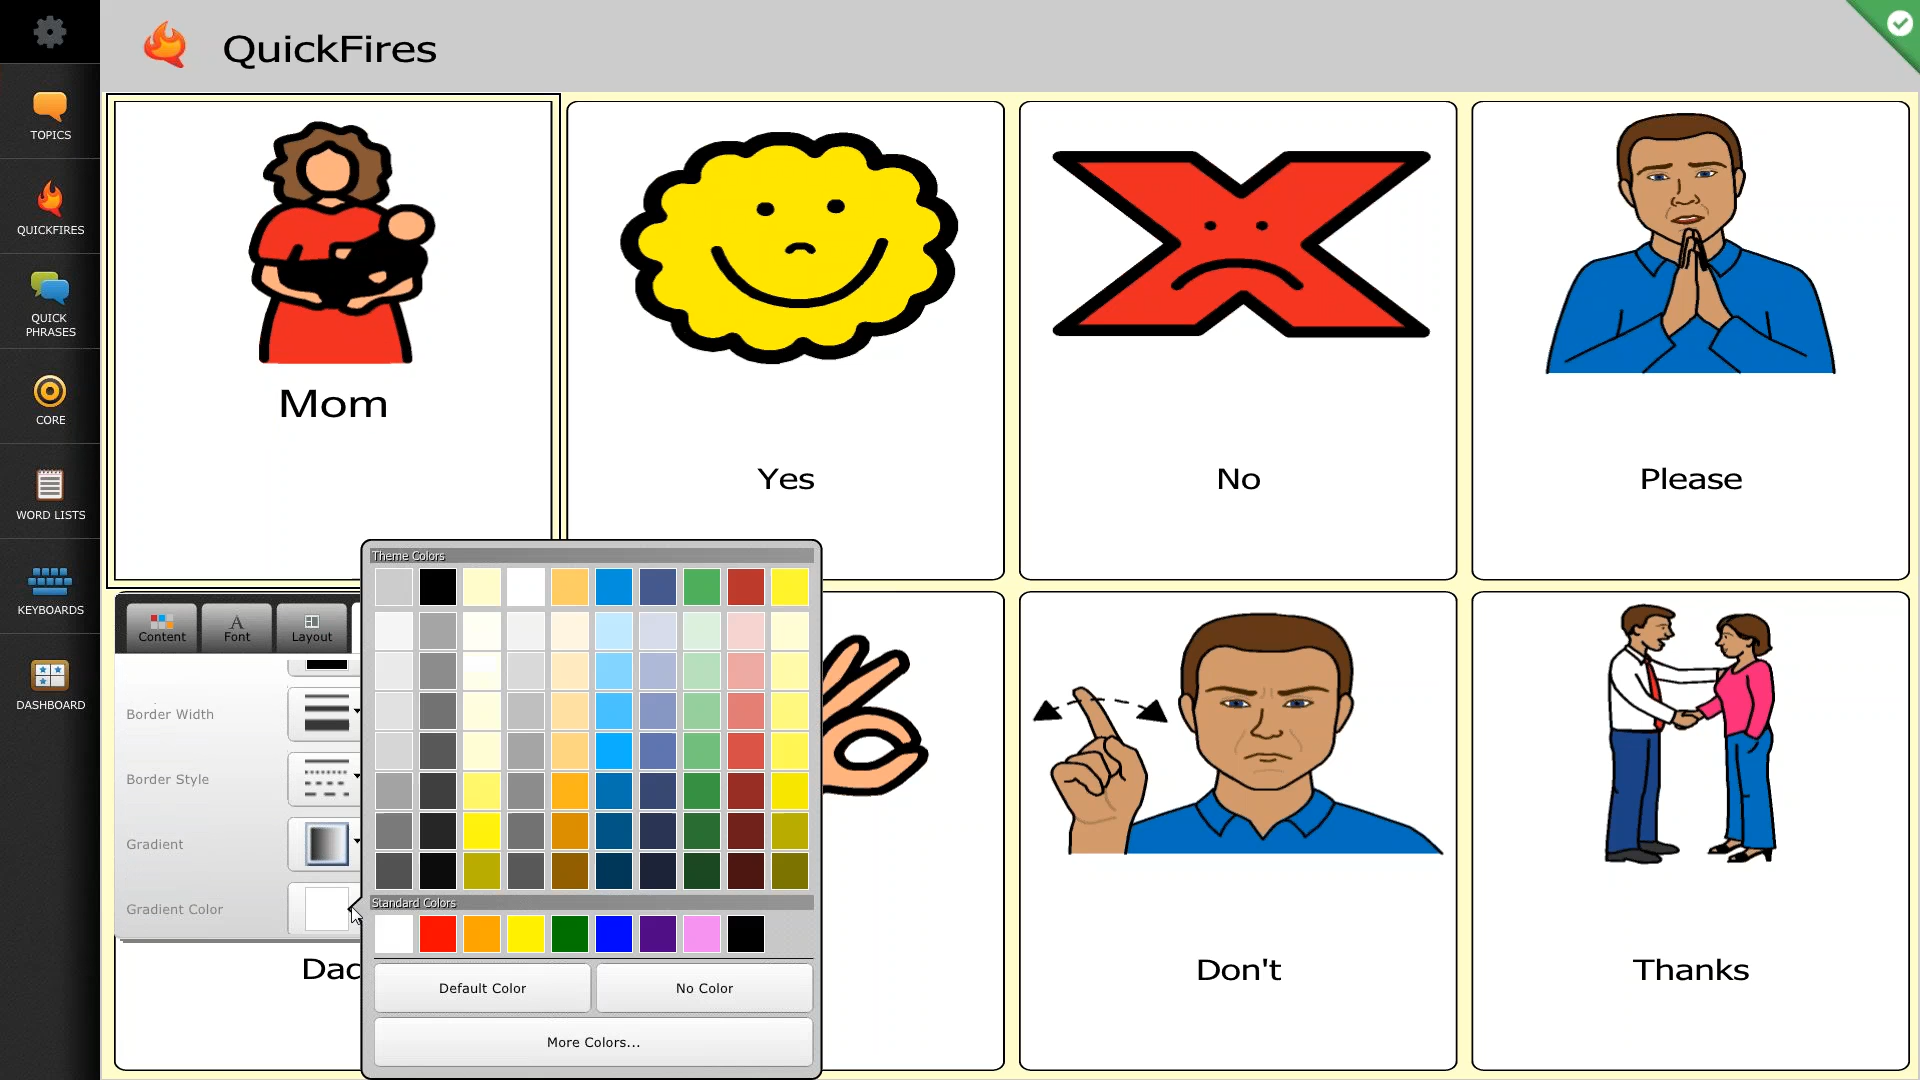 QuickFires
TOPICS
QUICKFIRES
QUICK
PHRASES
CORE
WORD LISTS
KEYBOARDS
DASHBOARD
Mom
Yes
No
Please
Content
Font
Layout
Border Width
Border Style
Gradient
Gradient Color
Theme Colors
Standard Colors
Default Color
No Color
More Colors...
Don't
Thanks